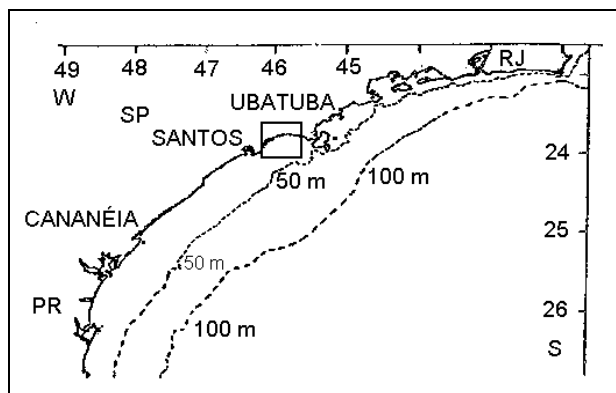 RJ
49 48 47 46 45
W
UBATUBA
SP
SANTOS
24
50 m
100 m
CANANÉIA
25
50 m
PR
26
100 m
S